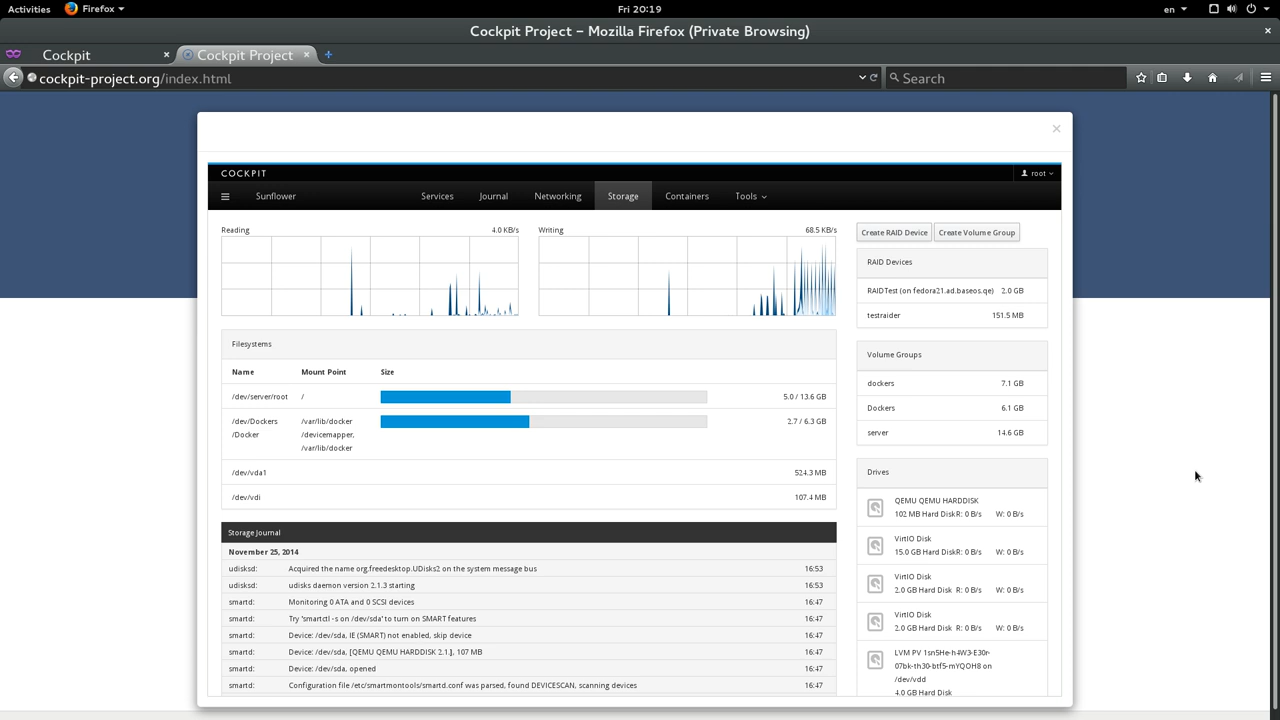 Activities Firefox Fri 20:19 en
Cockpit Project – Mozilla Firefox (Private Browsing) ×
Cockpit × Cockpit Project × +
cockpit-project.org/index.html Search
×
COCKPIT root
Sunflower Services Journal Networking Storage Containers Tools
Reading 4.0 KB/s Writing 68.5 KB/s
Create RAID Device Create Volume Group
RAID Devices
RAIDTest (on fedora21.ad.baseos.qe) 2.0 GB
testraider 151.5 MB
Filesystems
Name Mount Point Size
/dev/server/root / 5.0 / 13.6 GB
/dev/Dockers /var/lib/docker 2.7 / 6.3 GB
/Docker /devicemapper,
/var/lib/docker
/dev/vda1 524.3 MB
/dev/vdi 107.4 MB
Volume Groups
dockers 7.1 GB
Dockers 6.1 GB
server 14.6 GB
Drives
QEMU QEMU HARDDISK
102 MB Hard Disk R: 0 B/s W: 0 B/s
VirtIO Disk
15.0 GB Hard Disk R: 0 B/s W: 0 B/s
VirtIO Disk
2.0 GB Hard Disk R: 0 B/s W: 0 B/s
VirtIO Disk
2.0 GB Hard Disk R: 0 B/s W: 0 B/s
LVM PV 1sn5He-h4W3-E30r-
07bk-th30-btf5-mYQOH8 on
/dev/vdd
4.0 GB Hard Disk
Storage Journal
November 25, 2014
udisksd: Acquired the name org.freedesktop.UDisks2 on the system message bus 16:53
udisksd: udisks daemon version 2.1.3 starting 16:53
smartd: Monitoring 0 ATA and 0 SCSI devices 16:47
smartd: Try 'smartctl -s on /dev/sda' to turn on SMART features 16:47
smartd: Device: /dev/sda, IE (SMART) not enabled, skip device 16:47
smartd: Device: /dev/sda, [QEMU QEMU HARDDISK 2.1.], 107 MB 16:47
smartd: Device: /dev/sda, opened 16:47
smartd: Configuration file /etc/smartmontools/smartd.conf was parsed, found DEVICESCAN, scanning devices 16:47